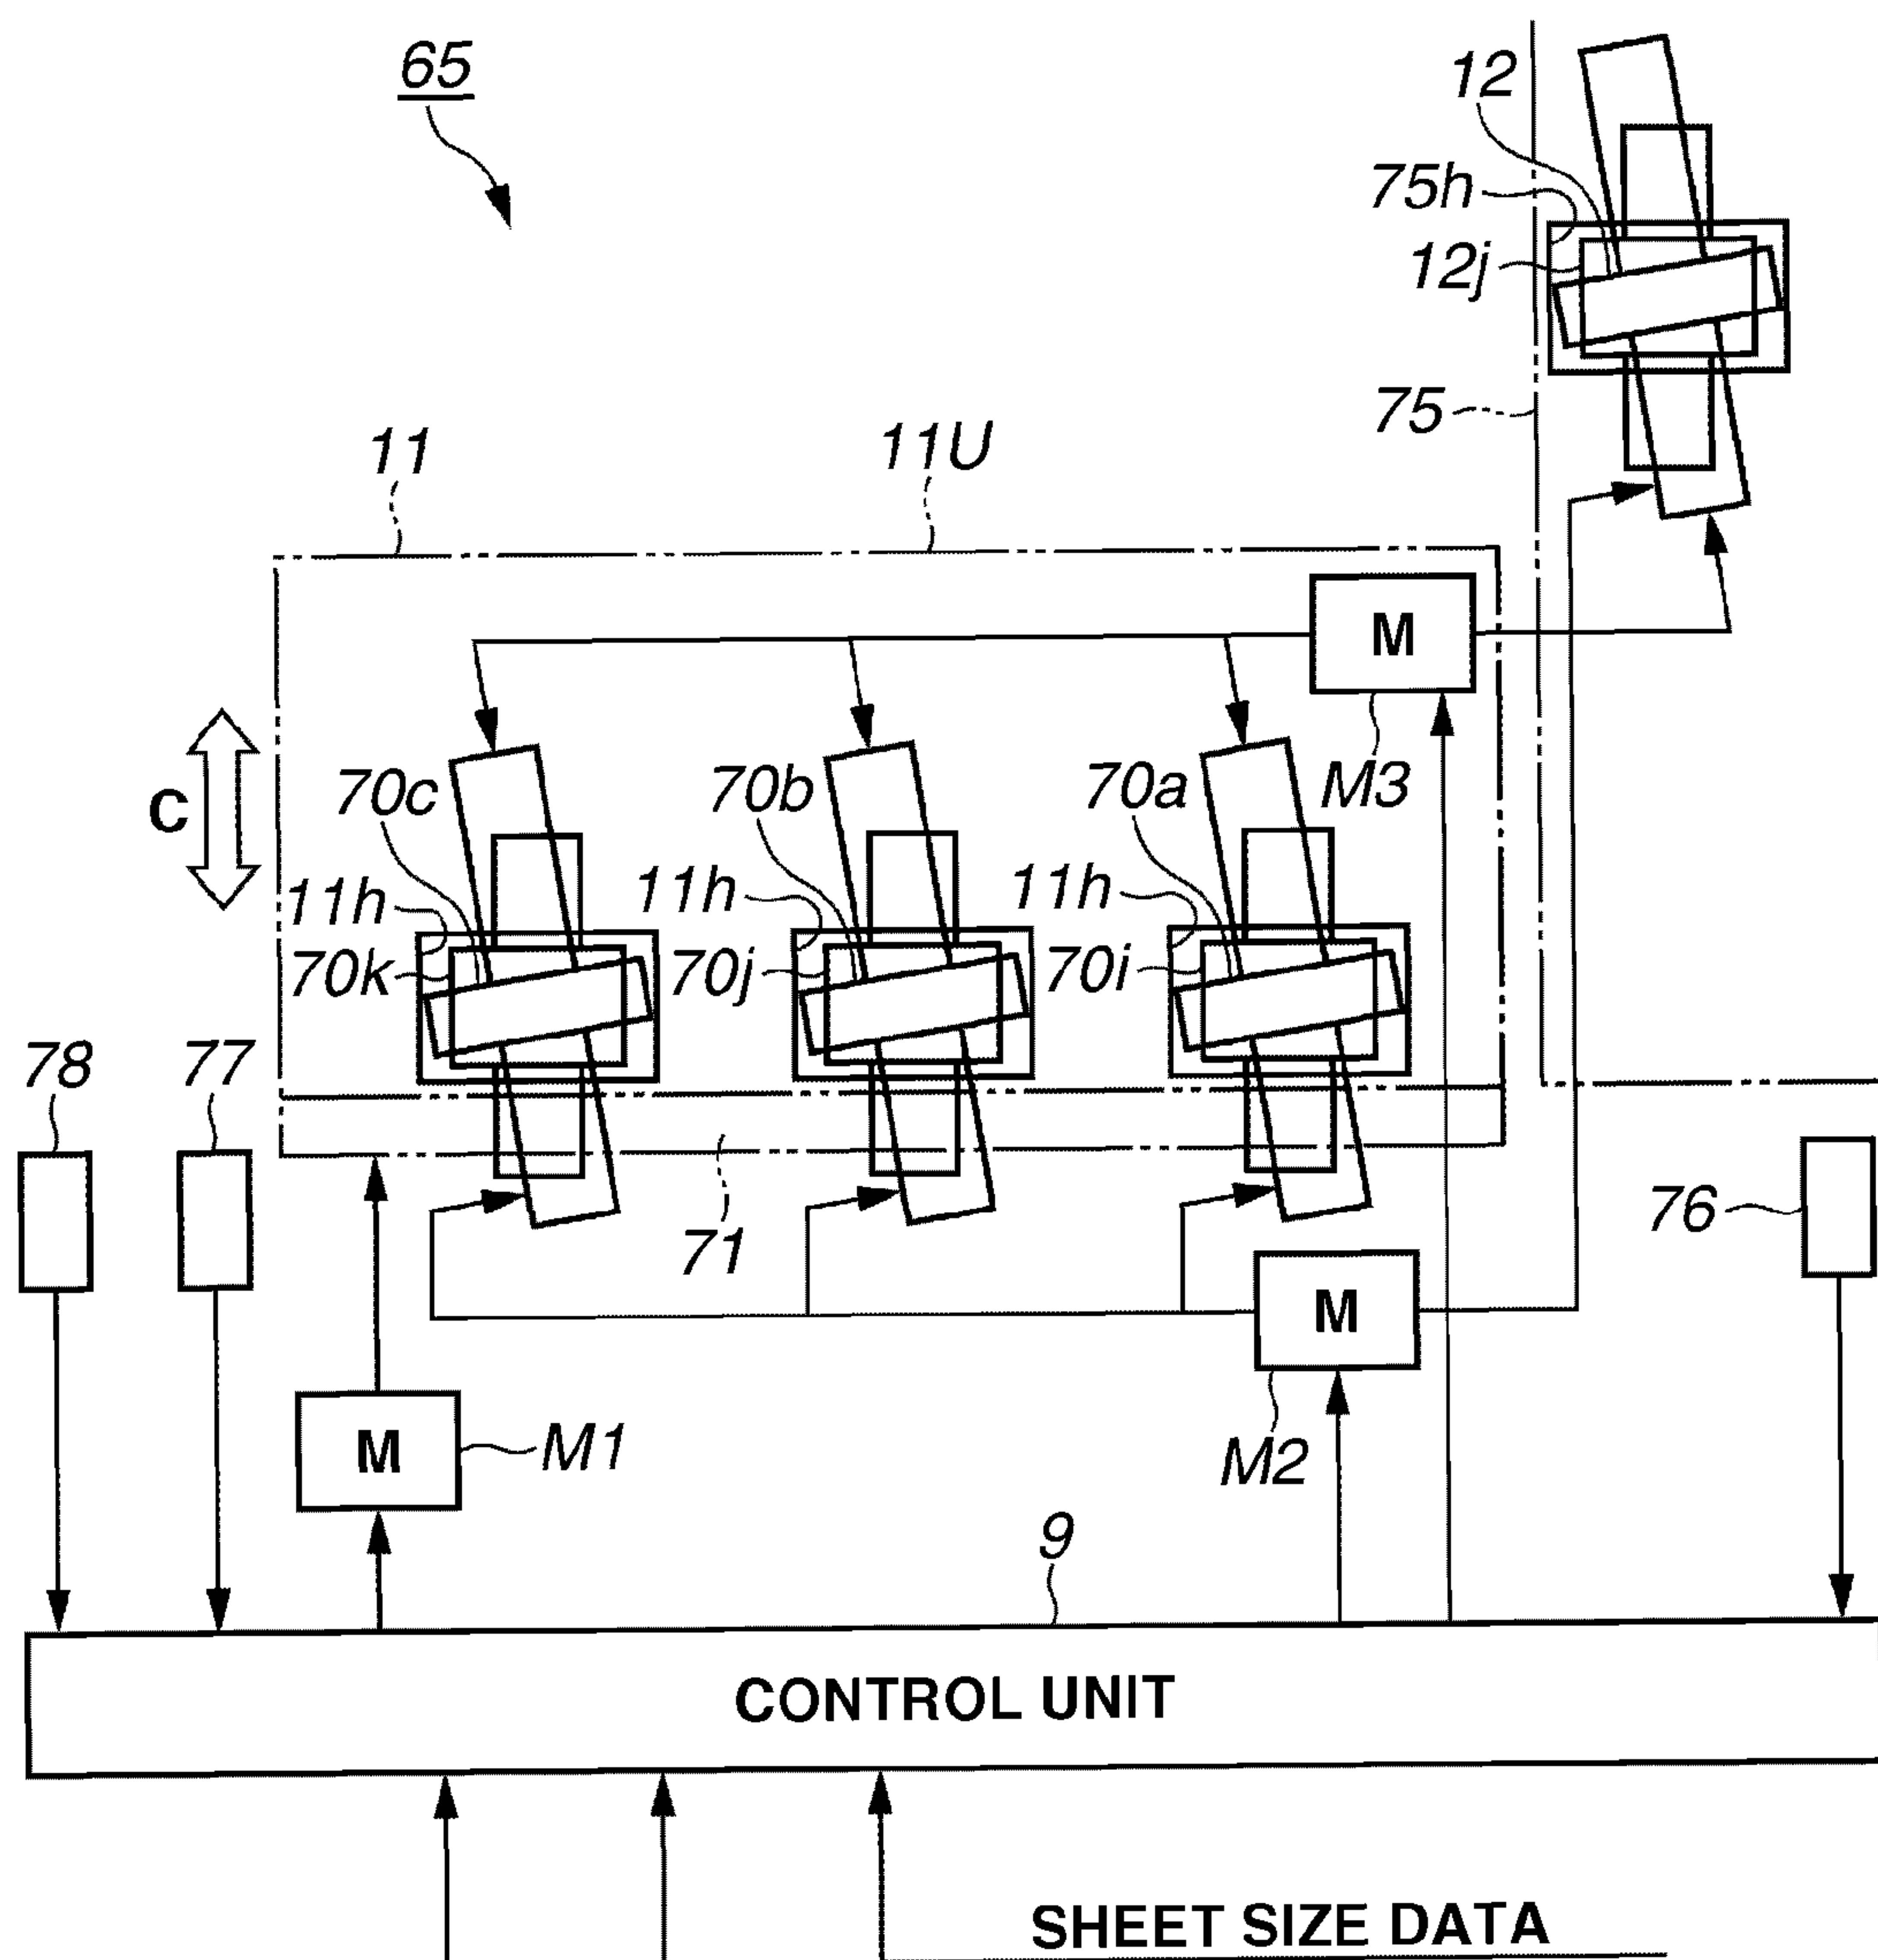 65
12
75h
12j
75
11
11U
M
C
70c
70b
70a
M3
11h
11h
11h
70k
70j
70i
78
77
76
71
M
M
M1
M2
9
CONTROL UNIT
SHEET SIZE DATA